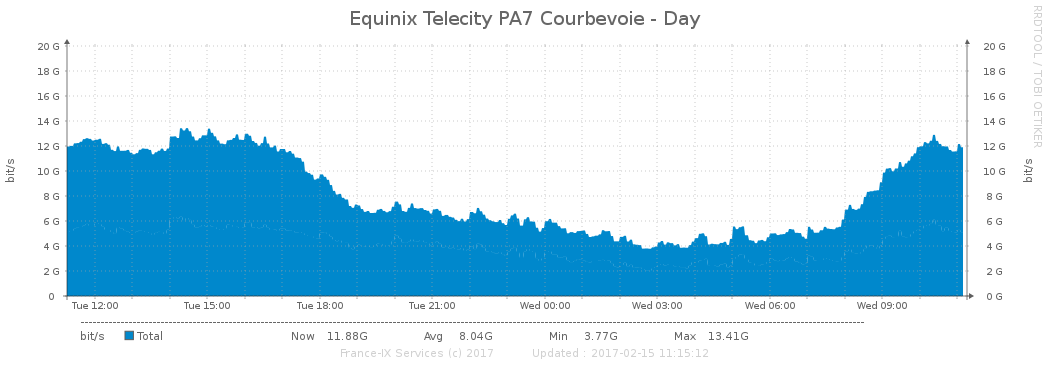 Equinix Telecity PA7 Courbevoie - Day
RRDTOOL / TOBI OETIKER
bit/s
20 G
18 G
16 G
14 G
12 G
10 G
8 G
6 G
4 G
2 G
0
20 G
18 G
16 G
14 G
12 G
10 G
8 G
6 G
4 G
2 G
0 G
bit/s
Tue 12:00 Tue 15:00 Tue 18:00 Tue 21:00 Wed 00:00 Wed 03:00 Wed 06:00 Wed 09:00
bit/s Total Now 11.88G Avg 8.04G Min 3.77G Max 13.41G
France-IX Services (c) 2017 Updated : 2017-02-15 11:15:12